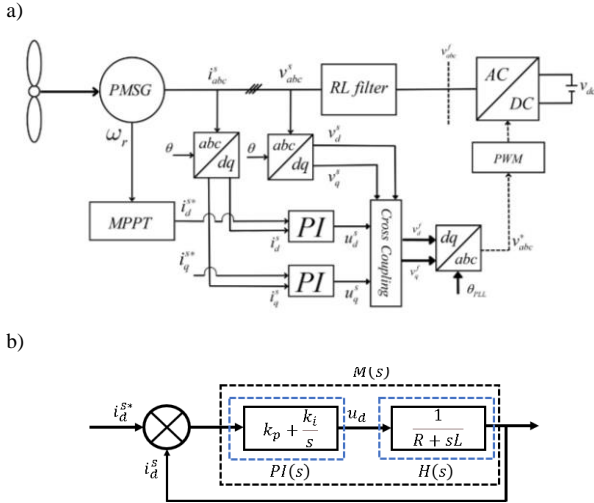 a)
i^s_abc
v^s_abc
v^f_abc
PMSG
RL filter
AC
DC
v_dc
ω_r
θ
abc
dq
θ
abc
dq
v^s_d
v^s_q
PWM
MPPT
i^s*_d
PI
i^s_d
u^s_d
Cross Coupling
v^f_d
v^f_q
dq
abc
v^*_abc
i^s*_q
PI
i^s_q
u^s_q
θ_PLL
b)
M(s)
i^s*_d
k_p + k_i/s
u_d
1/(R + sL)
i^s_d
PI(s)
H(s)